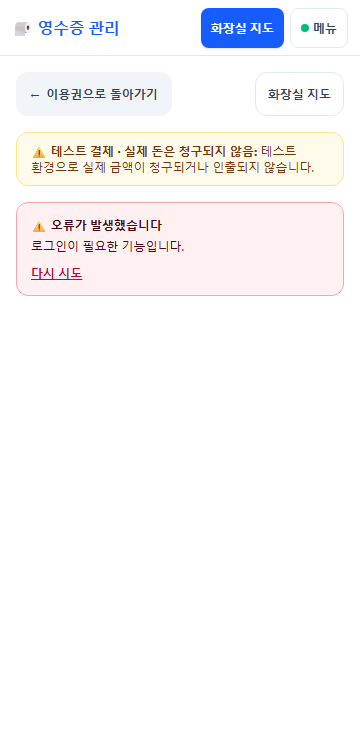 영수증 관리
화장실 지도
메뉴
← 이용권으로 돌아가기
화장실 지도
테스트 결제 · 실제 돈은 청구되지 않음: 테스트
환경으로 실제 금액이 청구되거나 인출되지 않습니다.
오류가 발생했습니다
로그인이 필요한 기능입니다.
다시 시도